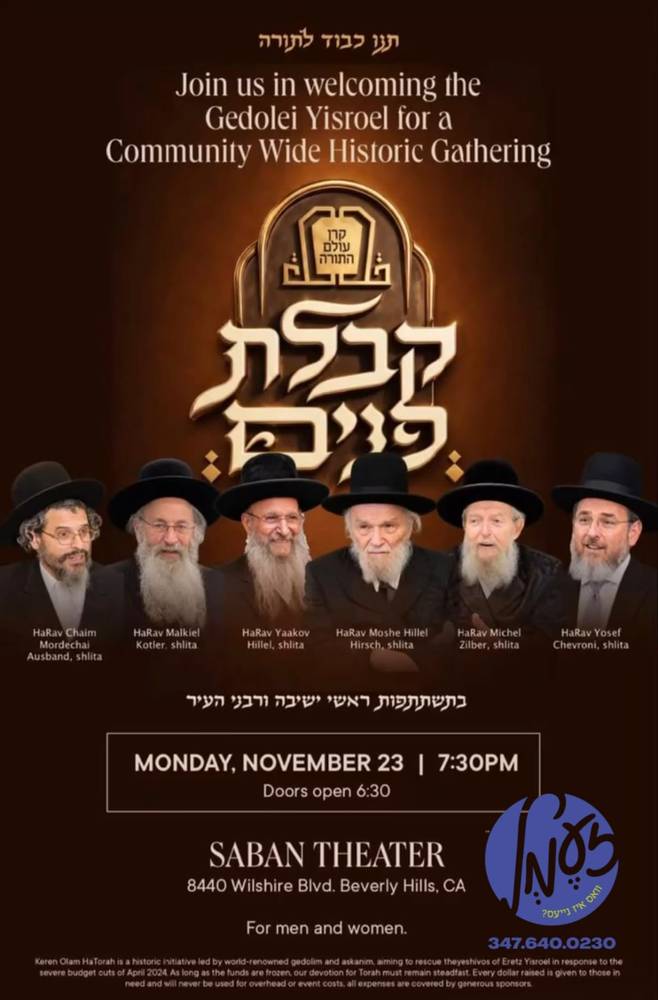 תנו כבוד לתורה
Join us in welcoming the
Gedolei Yisroel for a
Community Wide Historic Gathering
קרן
עולם
התורה
קבלת
פנים
HaRav Chaim
Mordechai
Ausband, shlita
HaRav Malkiel
Kotler. shlita
HaRav Yaakov
Hillel, shlita
HaRav Moshe Hillel
Hirsch, shlita
HaRav Michel
Zilber, shlita
HaRav Yosef
Chevroni, shlita
בתשתתפות ראשי ישיבה ורבני העיר
MONDAY, NOVEMBER 23 | 7:30PM
Doors open 6:30
SABAN THEATER
8440 Wilshire Blvd. Beverly Hills, CA
For men and women.
וואס איז נייעס?
347.640.0230
Keren Olam HaTorah is a historic initiative led by world-renowned gedolim and askanim, aiming to rescue theyeshivos of Eretz Yisroel in response to the
severe budget cuts of April 2024. As long as the funds are frozen, our devotion for Torah must remain steadfast. Every dollar raised is given to those in
need and will never be used for overhead or event costs, all expenses are covered by generous sponsors.